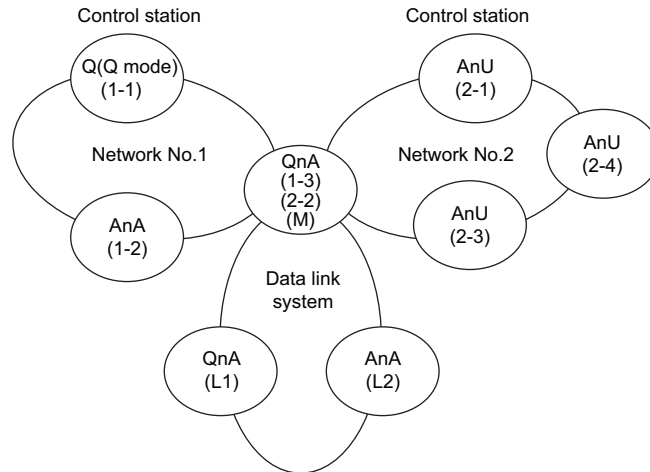 Control station
Control station
Q(Q mode)
(1-1)
AnU
(2-1)
AnU
(2-4)
Network No.1
QnA
(1-3)
(2-2)
(M)
Network No.2
AnA
(1-2)
AnU
(2-3)
Data link
system
QnA
(L1)
AnA
(L2)